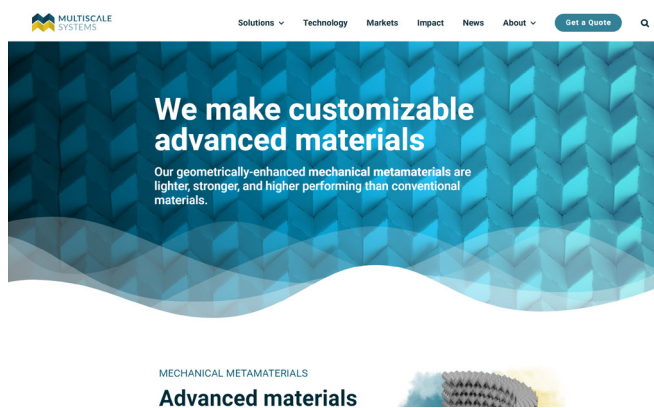 MULTISCALE
SYSTEMS
Solutions
Technology
Markets
Impact
News
About
Get a Quote
We make customizable
advanced materials
Our geometrically-enhanced mechanical metamaterials are
lighter, stronger, and higher performing than conventional
materials.
MECHANICAL METAMATERIALS
Advanced materials